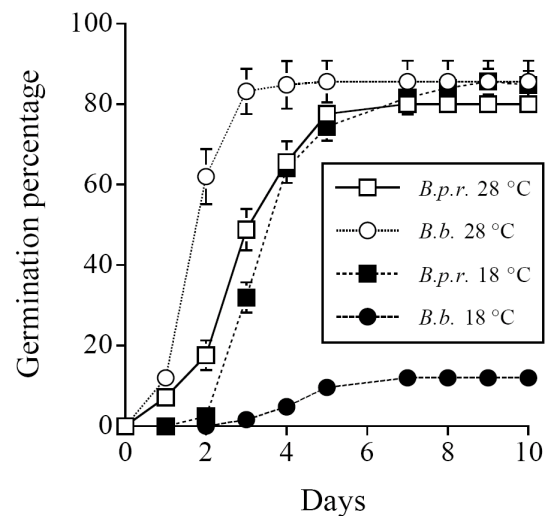 100
80
60
40
20
0
Germination percentage
B.p.r. 28 °C
B.b. 28 °C
B.p.r. 18 °C
B.b. 18 °C
0 2 4 6 8 10
Days